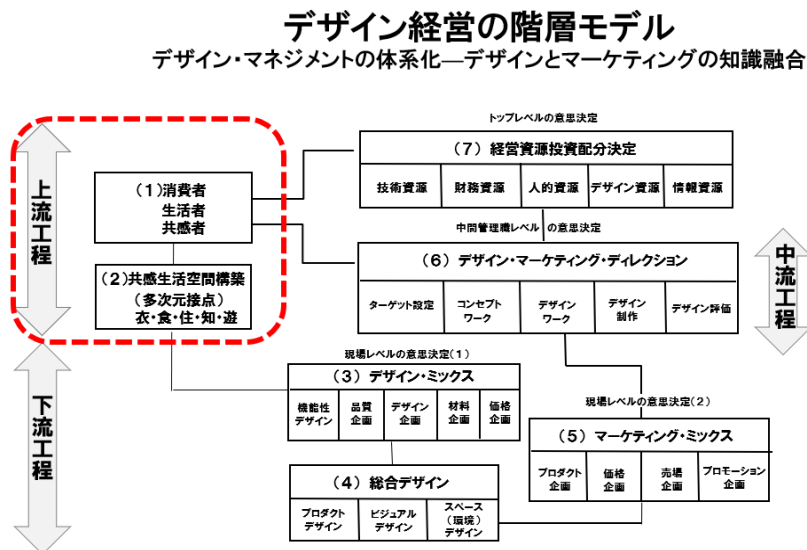 デザイン経営の階層モデル
デザイン・マネジメントの体系化―デザインとマーケティングの知識融合
上流工程
(1)消費者
生活者
共感者
(2)共感生活空間構築
(多次元接点)
衣・食・住・知・遊
トップレベルの意思決定
(7) 経営資源投資配分決定
技術資源
財務資源
人的資源
デザイン資源
情報資源
中間管理職レベル の意思決定
(6) デザイン・マーケティング・ディレクション
ターゲット設定
コンセプト
ワーク
デザイン
ワーク
デザイン
制作
デザイン評価
中流工程
下流工程
現場レベルの意思決定(1)
(3) デザイン・ミックス
機能性
デザイン
品質
企画
デザイン
企画
材料
企画
価格
企画
現場レベルの意思決定(2)
(5) マーケティング・ミックス
プロダクト
企画
価格
企画
売場
企画
プロモーション
企画
(4) 総合デザイン
プロダクト
デザイン
ビジュアル
デザイン
スペース
(環境)
デザイン